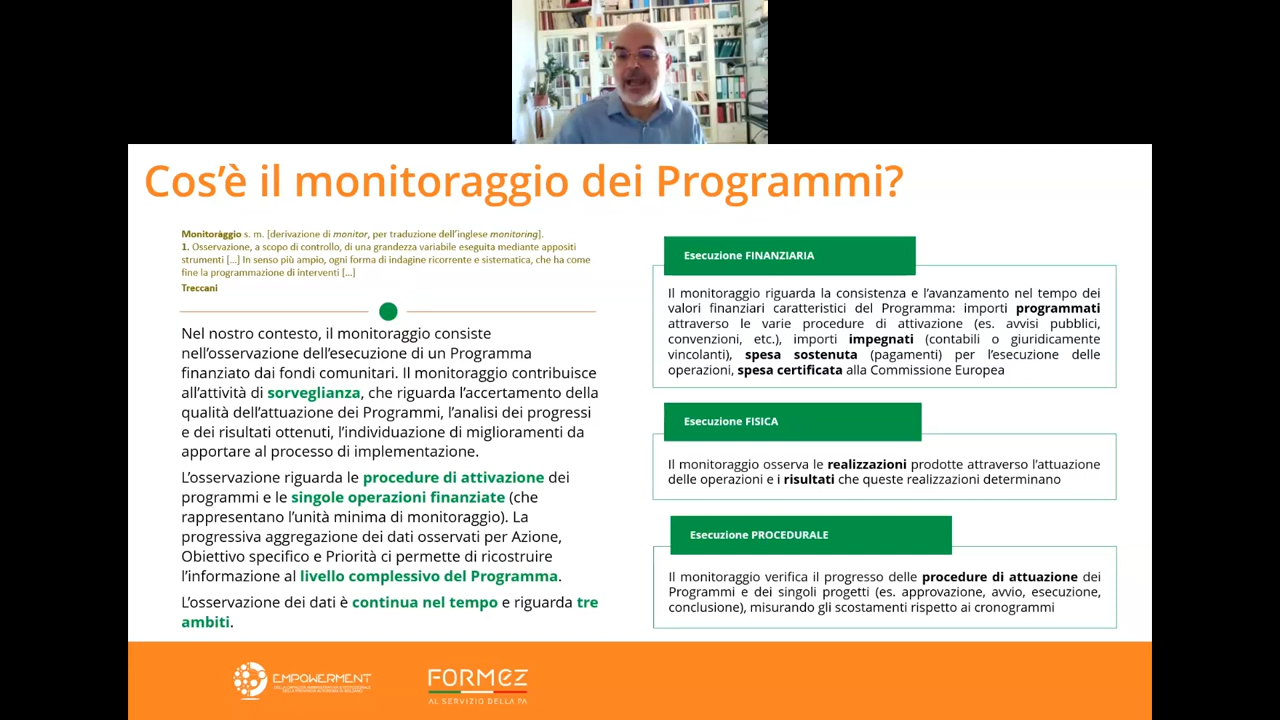 Cos'è il monitoraggio dei Programmi?
Monitoràggio s. m. [derivazione di monitor, per traduzione dell'inglese monitoring].
1. Osservazione, a scopo di controllo, di una grandezza variabile eseguita mediante appositi
strumenti [...] In senso più ampio, ogni forma di indagine ricorrente e sistematica, che ha come
fine la programmazione di interventi [...]
Treccani
Nel nostro contesto, il monitoraggio consiste
nell'osservazione dell'esecuzione di un Programma
finanziato dai fondi comunitari. Il monitoraggio contribuisce
all'attività di sorveglianza, che riguarda l'accertamento della
qualità dell'attuazione dei Programmi, l'analisi dei progressi
e dei risultati ottenuti, l'individuazione di miglioramenti da
apportare al processo di implementazione.
L'osservazione riguarda le procedure di attivazione dei
programmi e le singole operazioni finanziate (che
rappresentano l'unità minima di monitoraggio). La
progressiva aggregazione dei dati osservati per Azione,
Obiettivo specifico e Priorità ci permette di ricostruire
l'informazione al livello complessivo del Programma.
L'osservazione dei dati è continua nel tempo e riguarda tre
ambiti.
Esecuzione FINANZIARIA
Il monitoraggio riguarda la consistenza e l'avanzamento nel tempo dei
valori finanziari caratteristici del Programma: importi programmati
attraverso le varie procedure di attivazione (es. avvisi pubblici,
convenzioni, etc.), importi impegnati (contabili o giuridicamente
vincolanti), spesa sostenuta (pagamenti) per l'esecuzione delle
operazioni, spesa certificata alla Commissione Europea
Esecuzione FISICA
Il monitoraggio osserva le realizzazioni prodotte attraverso l'attuazione
delle operazioni e i risultati che queste realizzazioni determinano
Esecuzione PROCEDURALE
Il monitoraggio verifica il progresso delle procedure di attuazione dei
Programmi e dei singoli progetti (es. approvazione, avvio, esecuzione,
conclusione), misurando gli scostamenti rispetto ai cronogrammi
EMPOWERMENT
FORMEZ
AL SERVIZIO DELLA PA